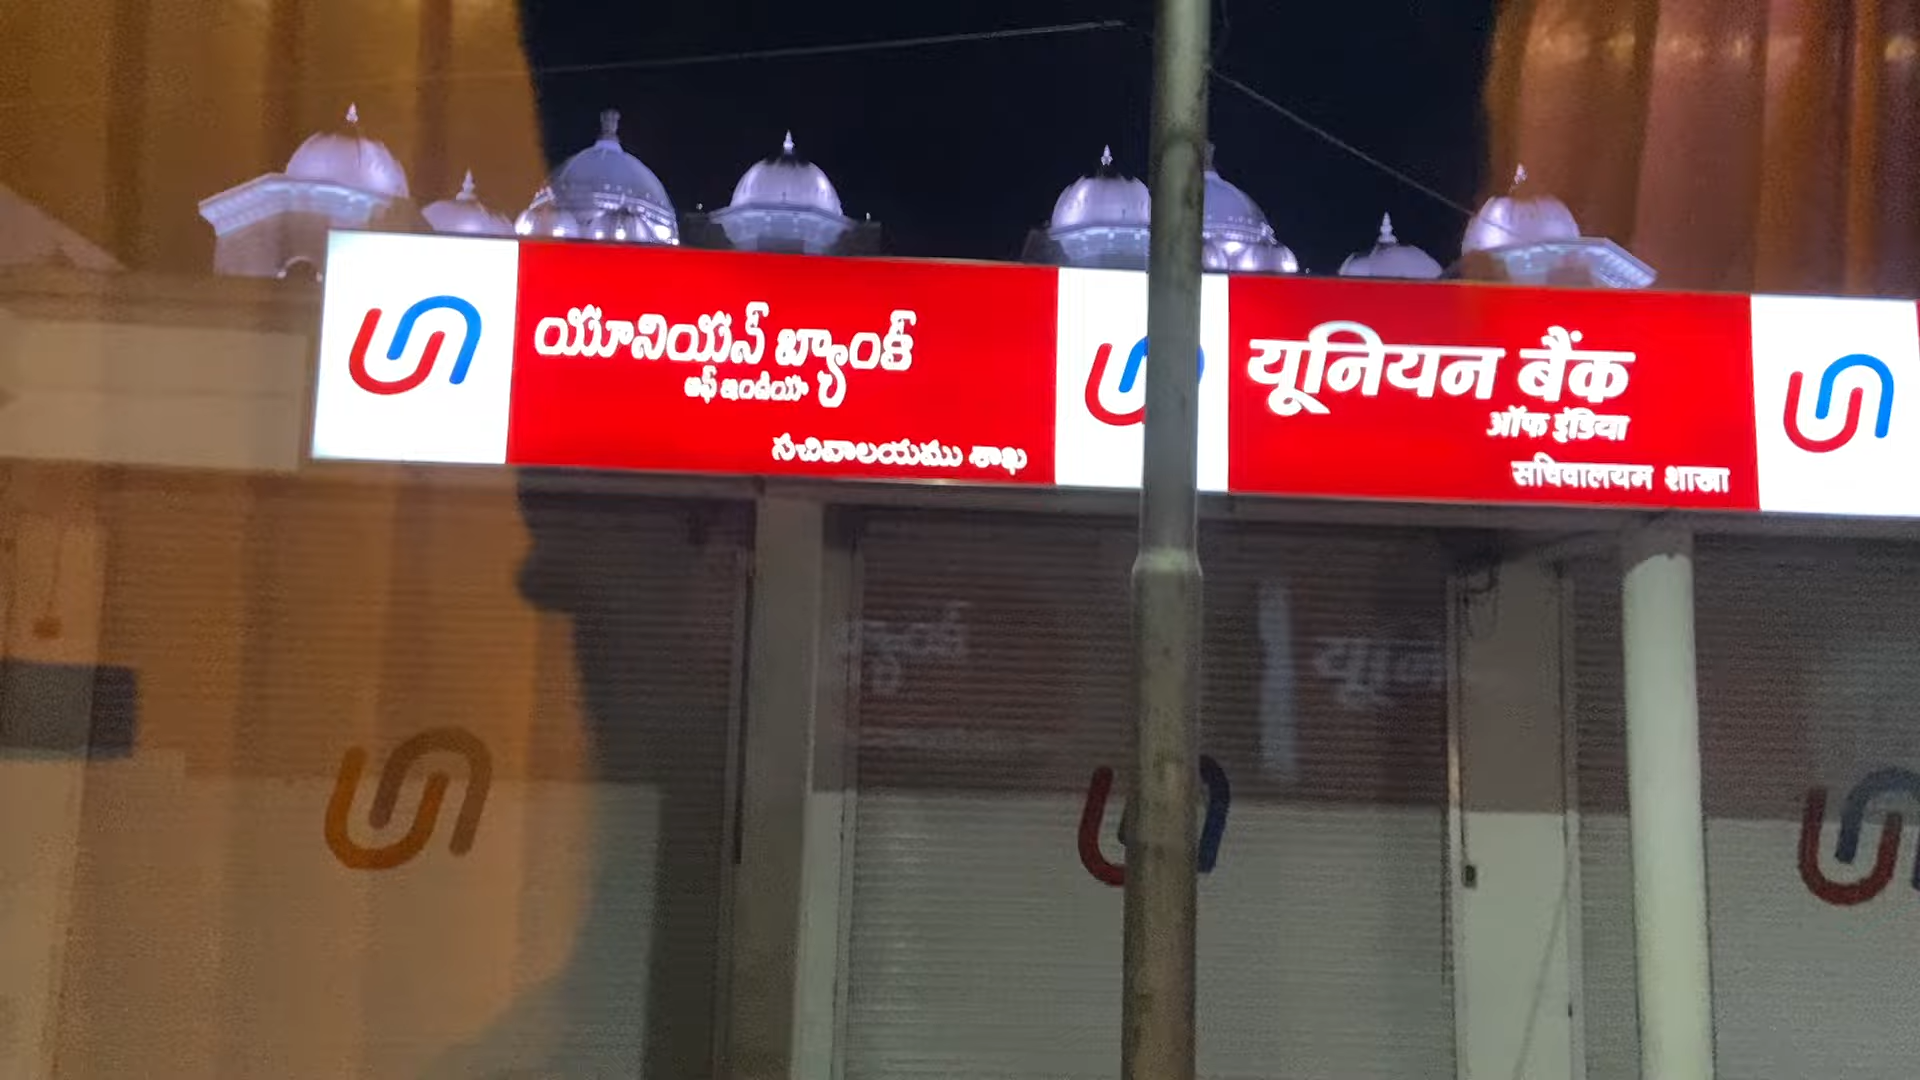 యూనియన్ బ్యాంక్
ఆఫ్ ఇండియా
సచివాలయము శాఖ
यूनियन बैंक
ऑफ इंडिया
सचिवालयम शाखा